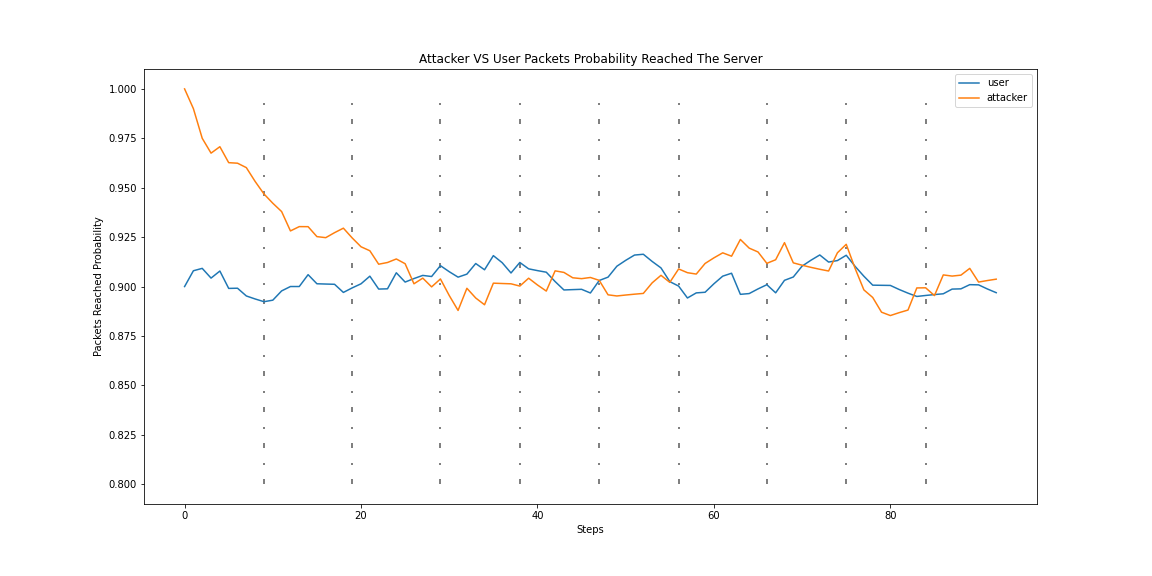 Attacker VS User Packets Probability Reached The Server
user
attacker
Packets Reached Probability
1.000
0.975
0.950
0.925
0.900
0.875
0.850
0.825
0.800
0 20 40 60 80
Steps